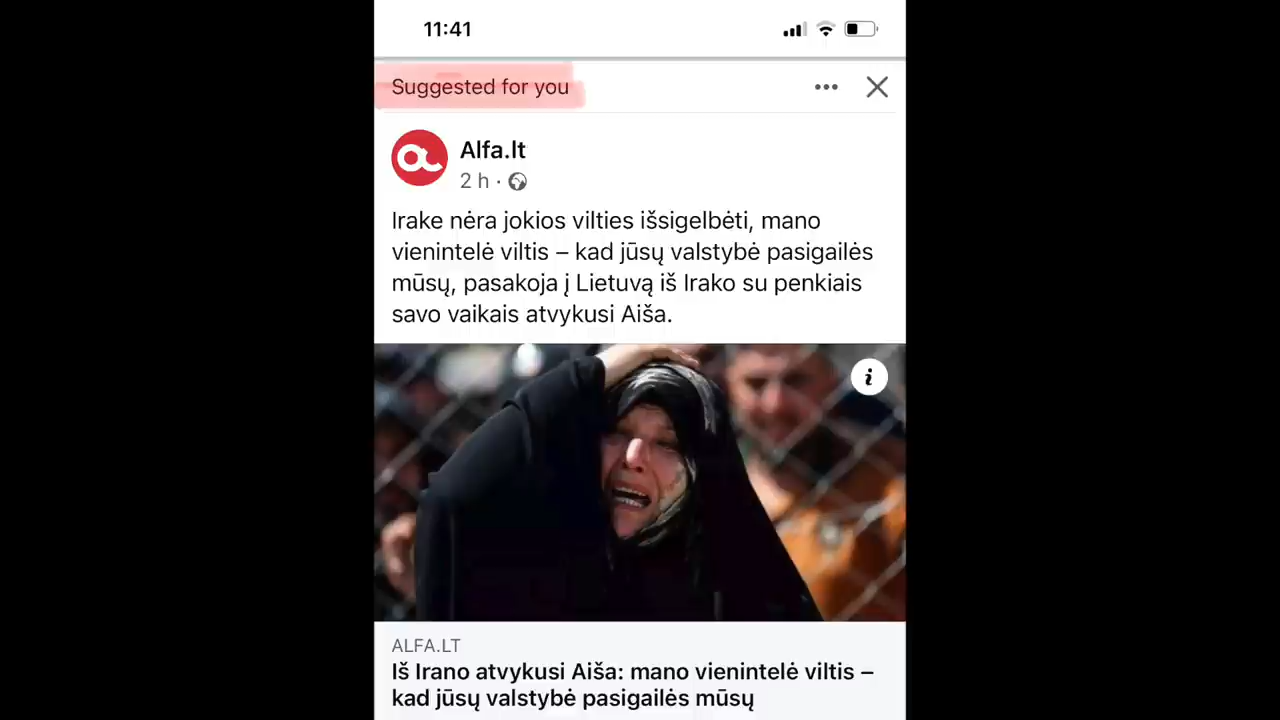 11:41
Suggested for you
Alfa.lt
2 h ·
Irake nėra jokios vilties išsigelbėti, mano
vienintelė viltis – kad jūsų valstybė pasigailės
mūsų, pasakoja į Lietuvą iš Irako su penkiais
savo vaikais atvykusi Aiša.
ALFA.LT
Iš Irano atvykusi Aiša: mano vienintelė viltis –
kad jūsų valstybė pasigailės mūsų